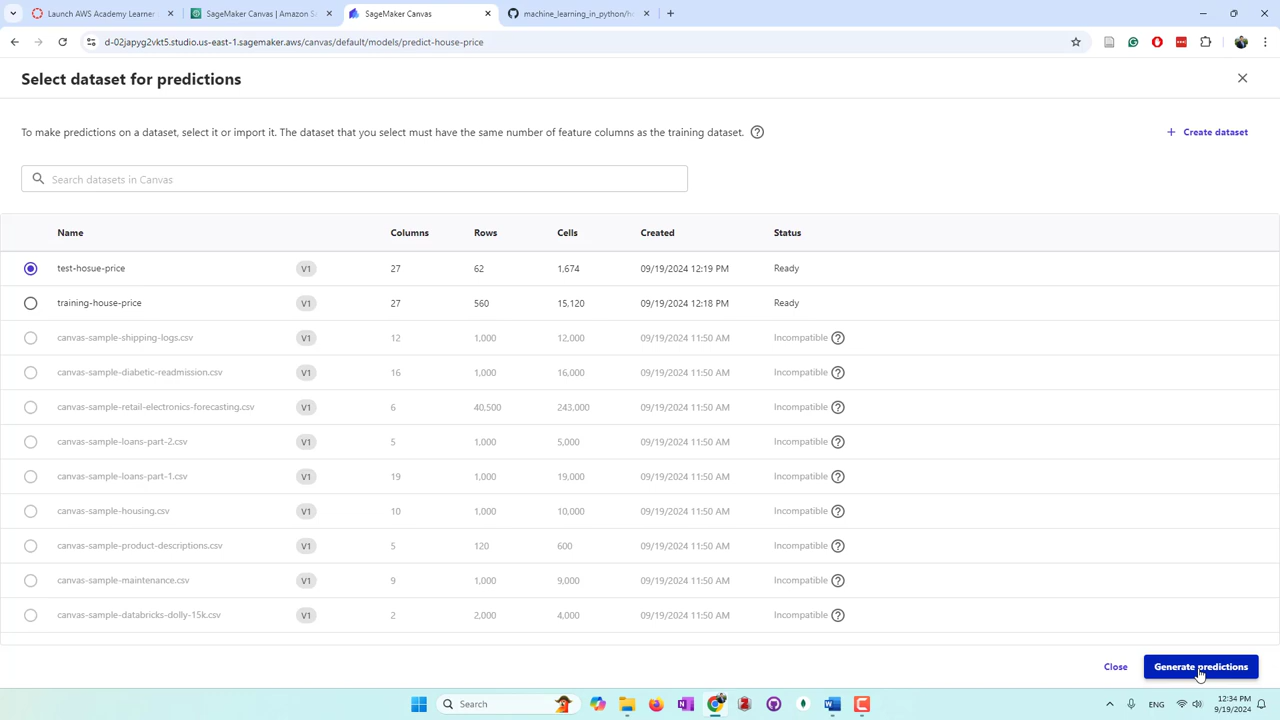 Launch AWS Academy Learner
SageMaker Canvas | Amazon S
SageMaker Canvas
machine_learning_in_python/h
d-02japyg2vkt5.studio.us-east-1.sagemaker.aws/canvas/default/models/predict-house-price
Select dataset for predictions
To make predictions on a dataset, select it or import it. The dataset that you select must have the same number of feature columns as the training dataset. ?
+ Create dataset
Search datasets in Canvas
Name Columns Rows Cells Created Status
test-hosue-price V1 27 62 1,674 09/19/2024 12:19 PM Ready
training-house-price V1 27 560 15,120 09/19/2024 12:18 PM Ready
canvas-sample-shipping-logs.csv V1 12 1,000 12,000 09/19/2024 11:50 AM Incompatible ?
canvas-sample-diabetic-readmission.csv V1 16 1,000 16,000 09/19/2024 11:50 AM Incompatible ?
canvas-sample-retail-electronics-forecasting.csv V1 6 40,500 243,000 09/19/2024 11:50 AM Incompatible ?
canvas-sample-loans-part-2.csv V1 5 1,000 5,000 09/19/2024 11:50 AM Incompatible ?
canvas-sample-loans-part-1.csv V1 19 1,000 19,000 09/19/2024 11:50 AM Incompatible ?
canvas-sample-housing.csv V1 10 1,000 10,000 09/19/2024 11:50 AM Incompatible ?
canvas-sample-product-descriptions.csv V1 5 120 600 09/19/2024 11:50 AM Incompatible ?
canvas-sample-maintenance.csv V1 9 1,000 9,000 09/19/2024 11:50 AM Incompatible ?
canvas-sample-databricks-dolly-15k.csv V1 2 2,000 4,000 09/19/2024 11:50 AM Incompatible ?
Close Generate predictions
Search
ENG
12:34 PM
9/19/2024